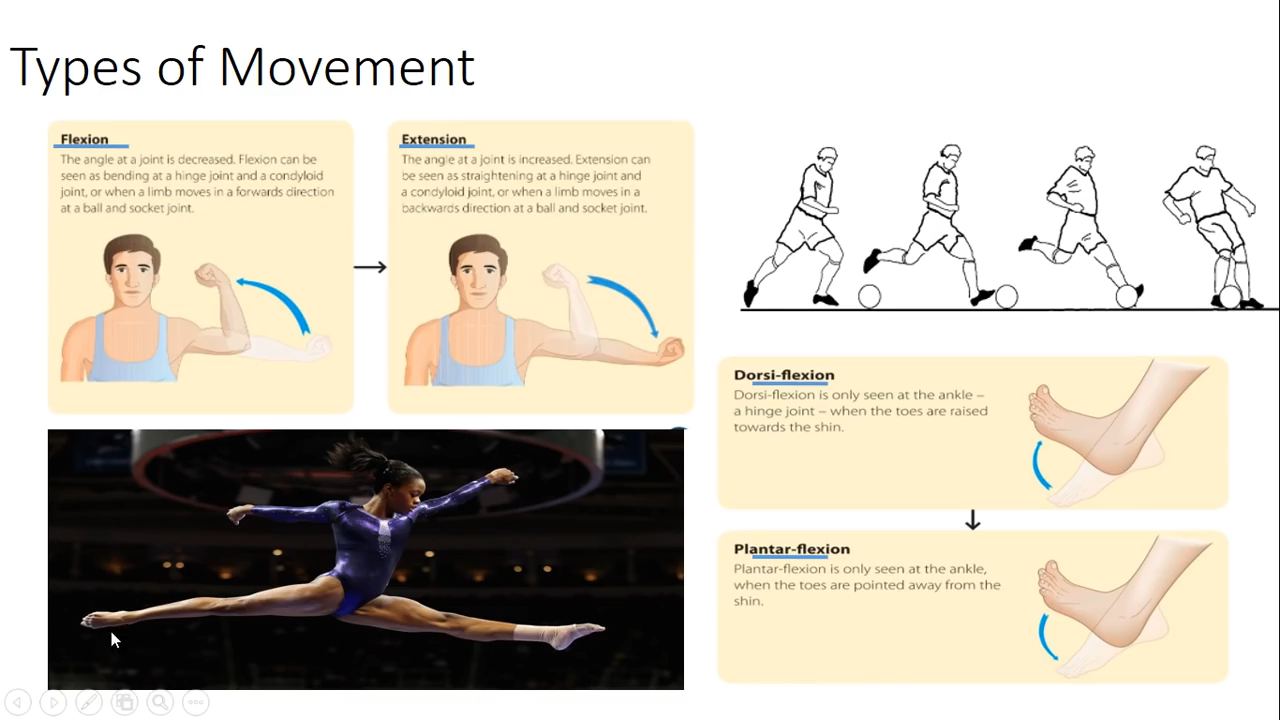 Types of Movement
Flexion
The angle at a joint is decreased. Flexion can be
seen as bending at a hinge joint and a condyloid
joint, or when a limb moves in a forwards direction
at a ball and socket joint.
Extension
The angle at a joint is increased. Extension can
be seen as straightening at a hinge joint and
a condyloid joint, or when a limb moves in a
backwards direction at a ball and socket joint.
Dorsi-flexion
Dorsi-flexion is only seen at the ankle –
a hinge joint – when the toes are raised
towards the shin.
Plantar-flexion
Plantar-flexion is only seen at the ankle,
when the toes are pointed away from the
shin.